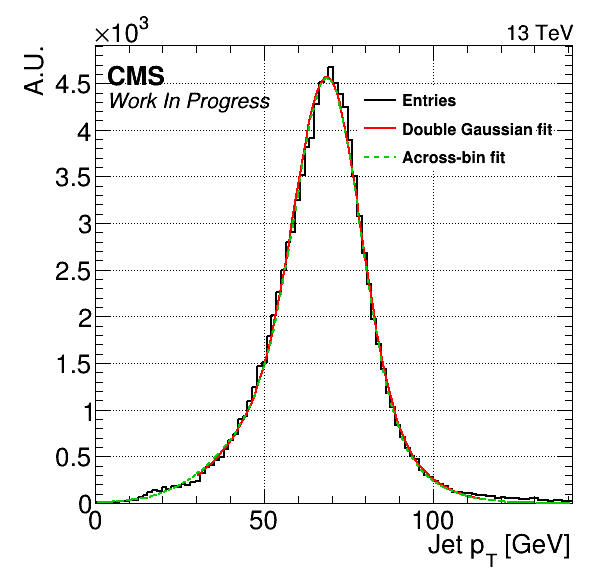 ×10³
13 TeV
A.U.
CMS
Work In Progress
Entries
Double Gaussian fit
Across-bin fit
4.5
4
3.5
3
2.5
2
1.5
1
0.5
0
0 50 100
Jet p_T [GeV]